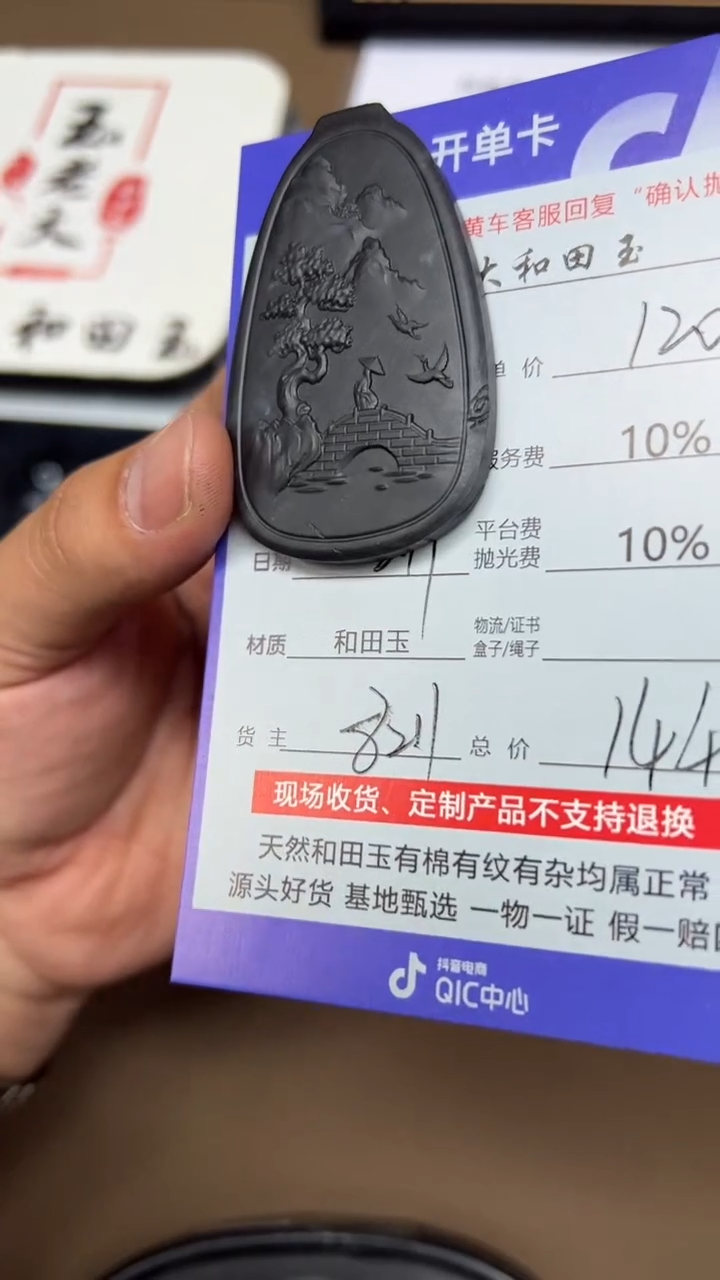 玉
老
大
和田玉
开单卡
黄车客服回复“确认抛
大和田玉
单价 120
服务费 10%
平台费
抛光费 10%
日期
材质 和田玉
物流/证书
盒子/绳子
货主 821
总价 144
现场收货、定制产品不支持退换
天然和田玉有棉有纹有杂均属正常
源头好货 基地甄选 一物一证 假一赔
抖音电商
QIC中心